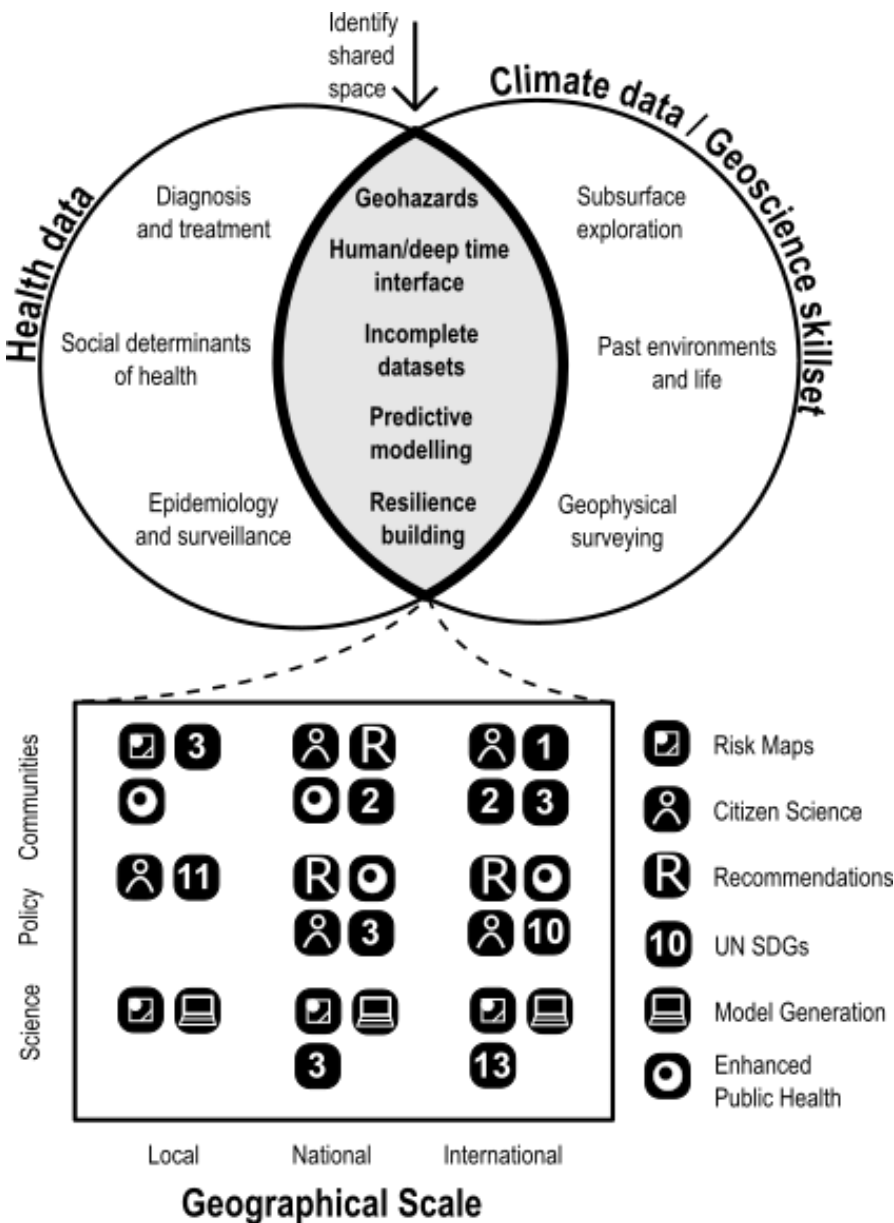 Identify
shared
space
Health data
Climate data / Geoscience skillset
Diagnosis
and treatment
Social determinants
of health
Epidemiology
and surveillance
Geohazards
Human/deep time
interface
Incomplete
datasets
Predictive
modelling
Resilience
building
Subsurface
exploration
Past environments
and life
Geophysical
surveying
Communities
3 R 1
2 2 3
Policy
11 R R
3 10
Science
3 13
Local National International
Geographical Scale
Risk Maps
Citizen Science
R Recommendations
10 UN SDGs
Model Generation
Enhanced
Public Health